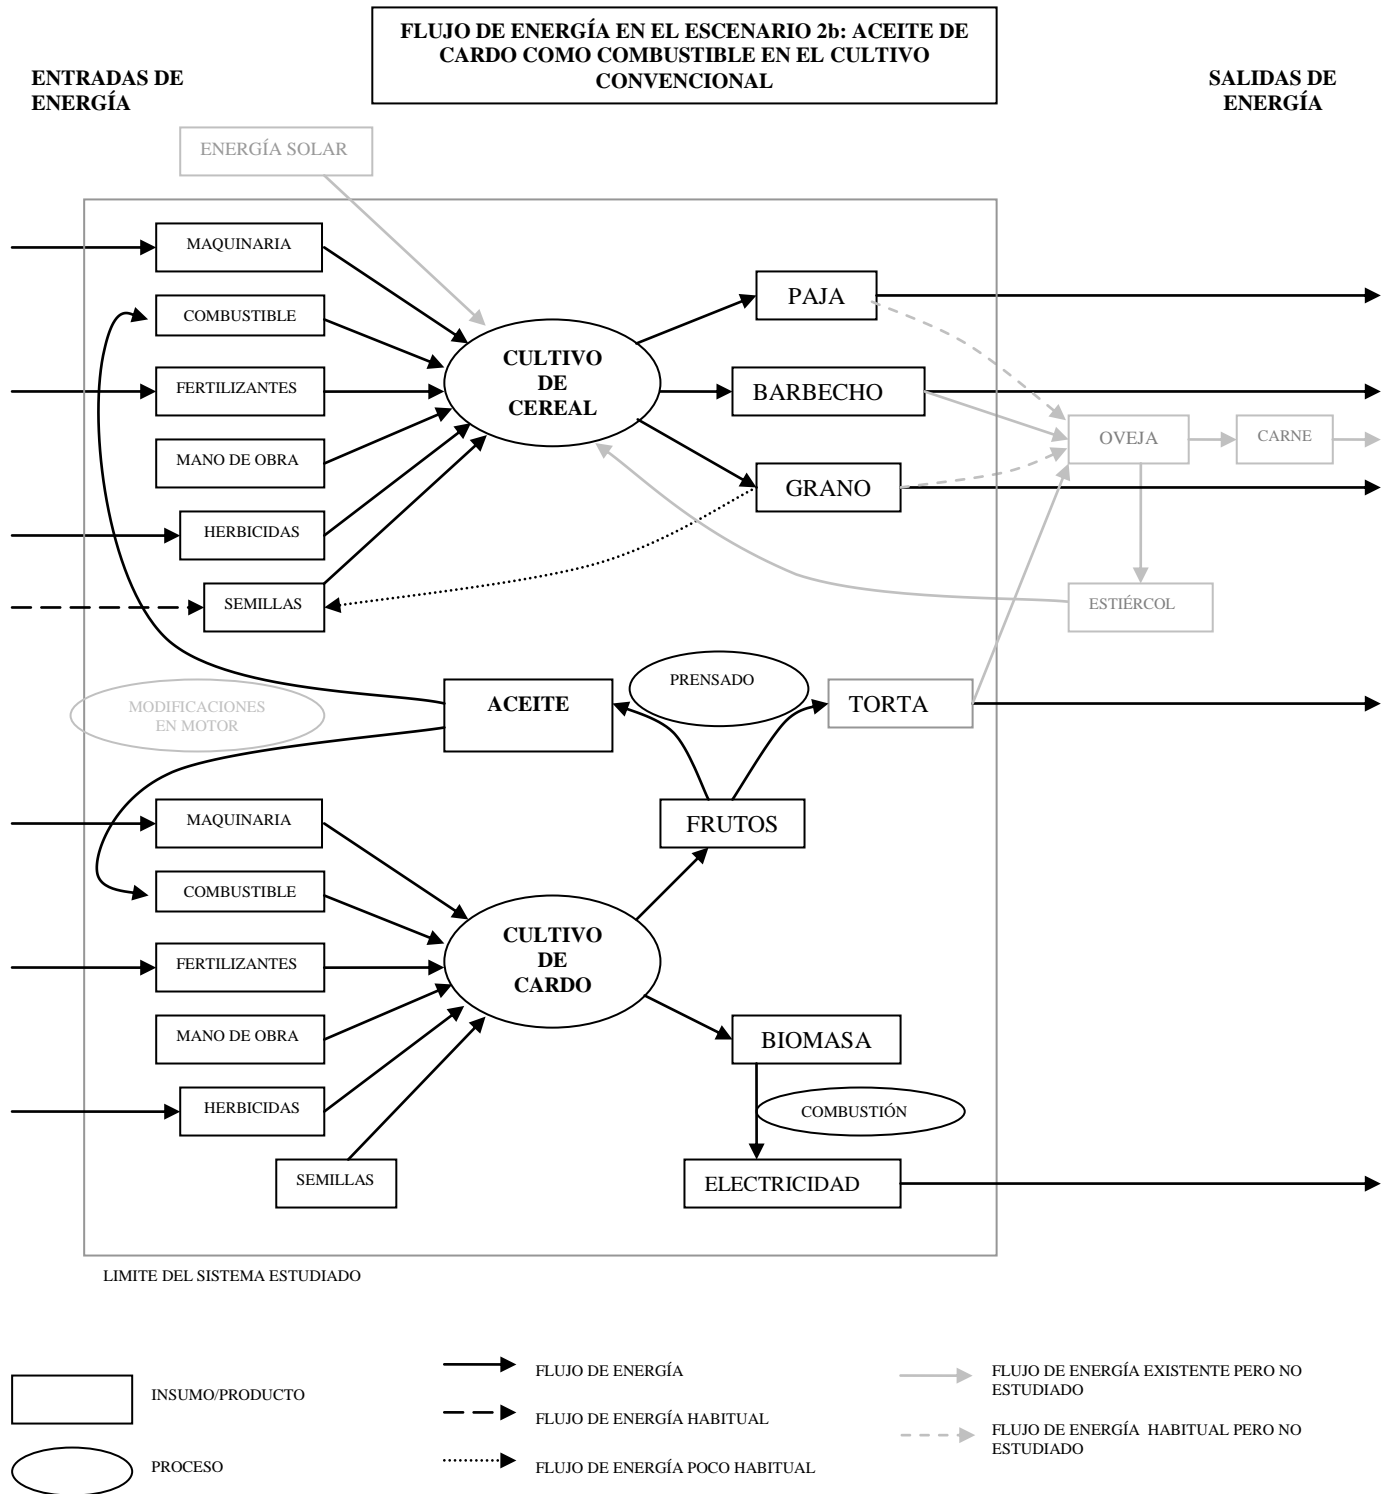 FLUJO DE ENERGÍA EN EL ESCENARIO 2b: ACEITE DE
CARDO COMO COMBUSTIBLE EN EL CULTIVO
CONVENCIONAL
ENTRADAS DE
ENERGÍA
SALIDAS DE
ENERGÍA
ENERGÍA SOLAR
MAQUINARIA
COMBUSTIBLE
FERTILIZANTES
MANO DE OBRA
HERBICIDAS
SEMILLAS
CULTIVO
DE
CEREAL
PAJA
BARBECHO
GRANO
OVEJA
CARNE
ESTIÉRCOL
MODIFICACIONES
EN MOTOR
ACEITE
PRENSADO
TORTA
FRUTOS
MAQUINARIA
COMBUSTIBLE
FERTILIZANTES
MANO DE OBRA
HERBICIDAS
SEMILLAS
CULTIVO
DE
CARDO
BIOMASA
COMBUSTIÓN
ELECTRICIDAD
LIMITE DEL SISTEMA ESTUDIADO
INSUMO/PRODUCTO
PROCESO
FLUJO DE ENERGÍA
FLUJO DE ENERGÍA HABITUAL
FLUJO DE ENERGÍA POCO HABITUAL
FLUJO DE ENERGÍA EXISTENTE PERO NO
ESTUDIADO
FLUJO DE ENERGÍA HABITUAL PERO NO
ESTUDIADO